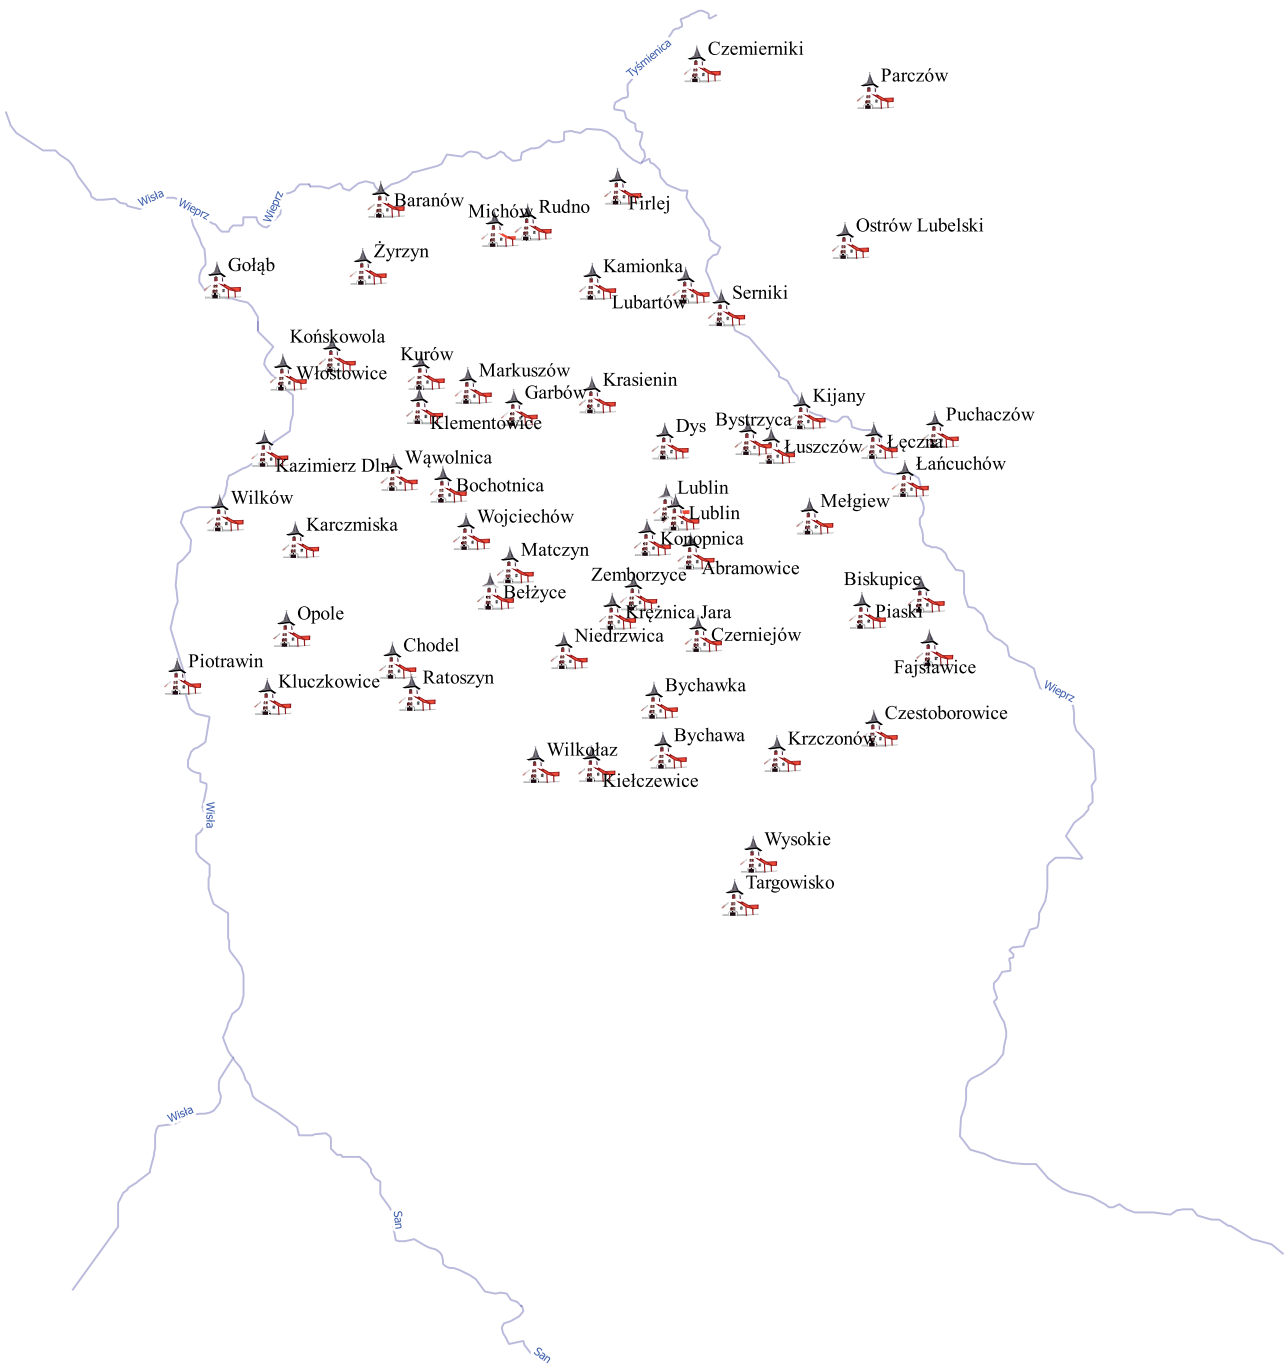 Czemierniki
Tyśmienica
Parczów
Wisła
Wieprz
Wieprz
Baranów
Michów
Rudno
Firlej
Ostrów Lubelski
Żyrzyn
Gołąb
Kamionka
Lubartów
Serniki
Końskowola
Włostowice
Kurów
Markuszów
Krasienin
Garbów
Klementowice
Kijany
Puchaczów
Bystrzyca
Dys
Łuszczów
Łęczna
Łańcuchów
Kazimierz Dln
Wąwolnica
Bochotnica
Lublin
Wilków
Lublin
Mełgiew
Karczmiska
Wojciechów
Konopnica
Matczyn
Abramowice
Zemborzyce
Biskupice
Bełżyce
Opole
Krężnica Jara
Piaski
Niedrzwica
Czerniejów
Chodel
Piotrawin
Fajsławice
Kluczkowice
Ratoszyn
Bychawka
Wieprz
Czestoborowice
Bychawa
Krzczonów
Wilkołaz
Kiełczewice
Wisła
Wysokie
Targowisko
Wisła
San
San